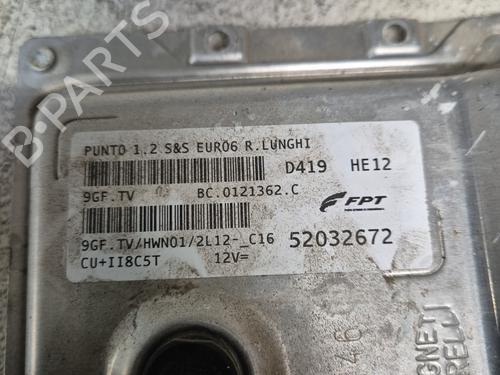 B-PARTS
PUNTO 1.2 S&S EURO6 R.LUNGHI
D419 HE12
9GF.TV BC.0121362.C
FPT
9GF.TV/HWN01/2L12-_C16 52032672
CU+II8C5T 12V=
46